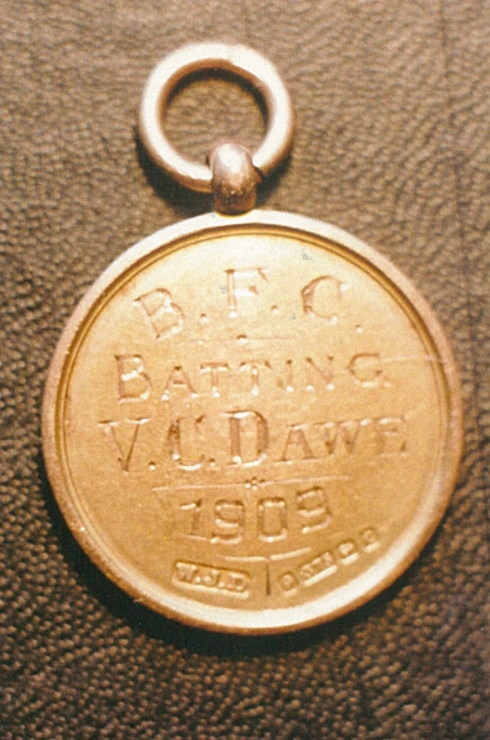 B.F.C.
BATTING
V.C.DAWE
1909
W.J.D